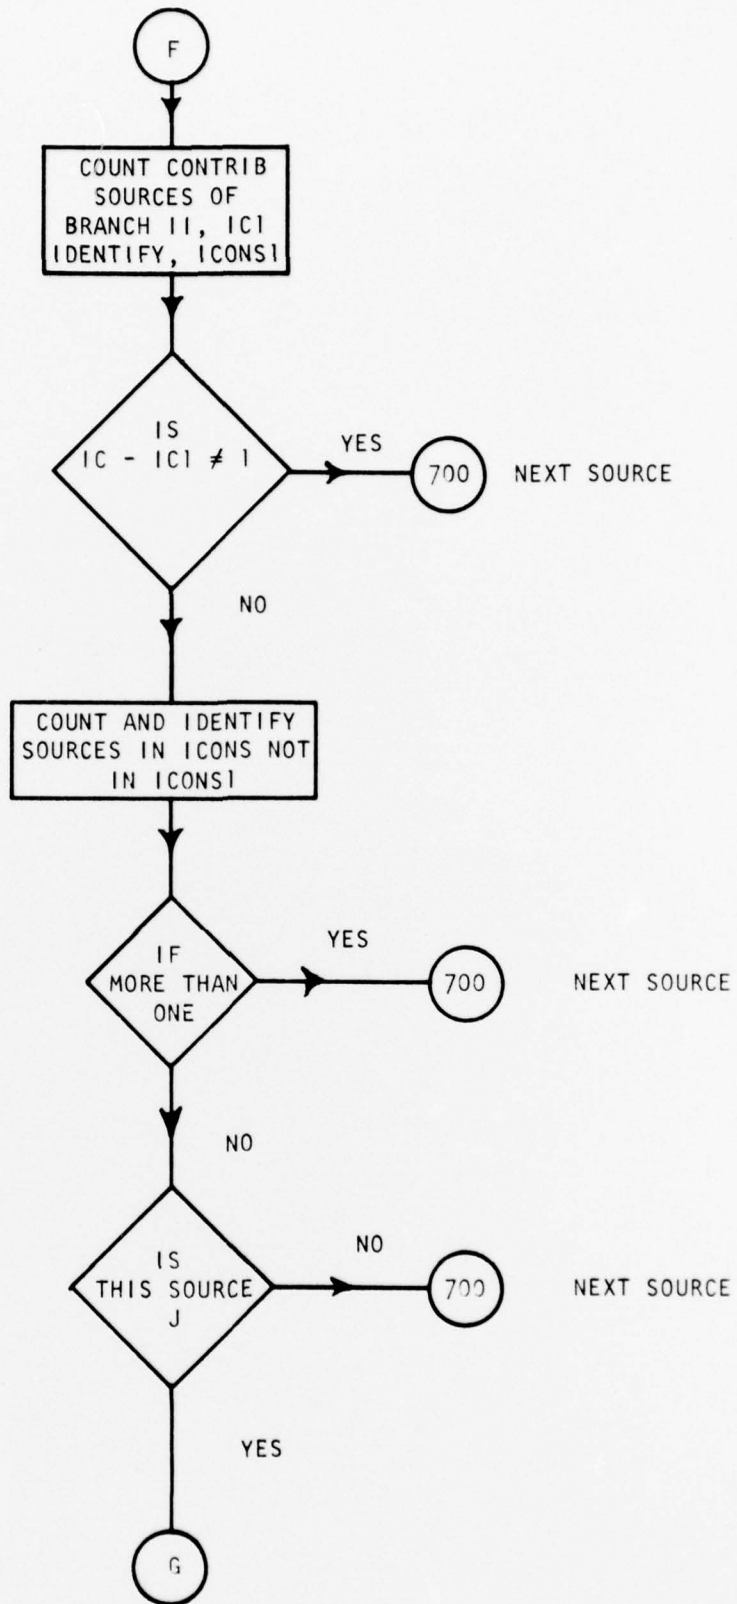 F
COUNT CONTRIB
SOURCES OF
BRANCH II, IC1
IDENTIFY, ICONS1
IS
IC - IC1 ≠ 1
YES
700
NEXT SOURCE
NO
COUNT AND IDENTIFY
SOURCES IN ICONS NOT
IN ICONS1
IF
MORE THAN
ONE
YES
700
NEXT SOURCE
NO
IS
THIS SOURCE
J
NO
700
NEXT SOURCE
YES
G